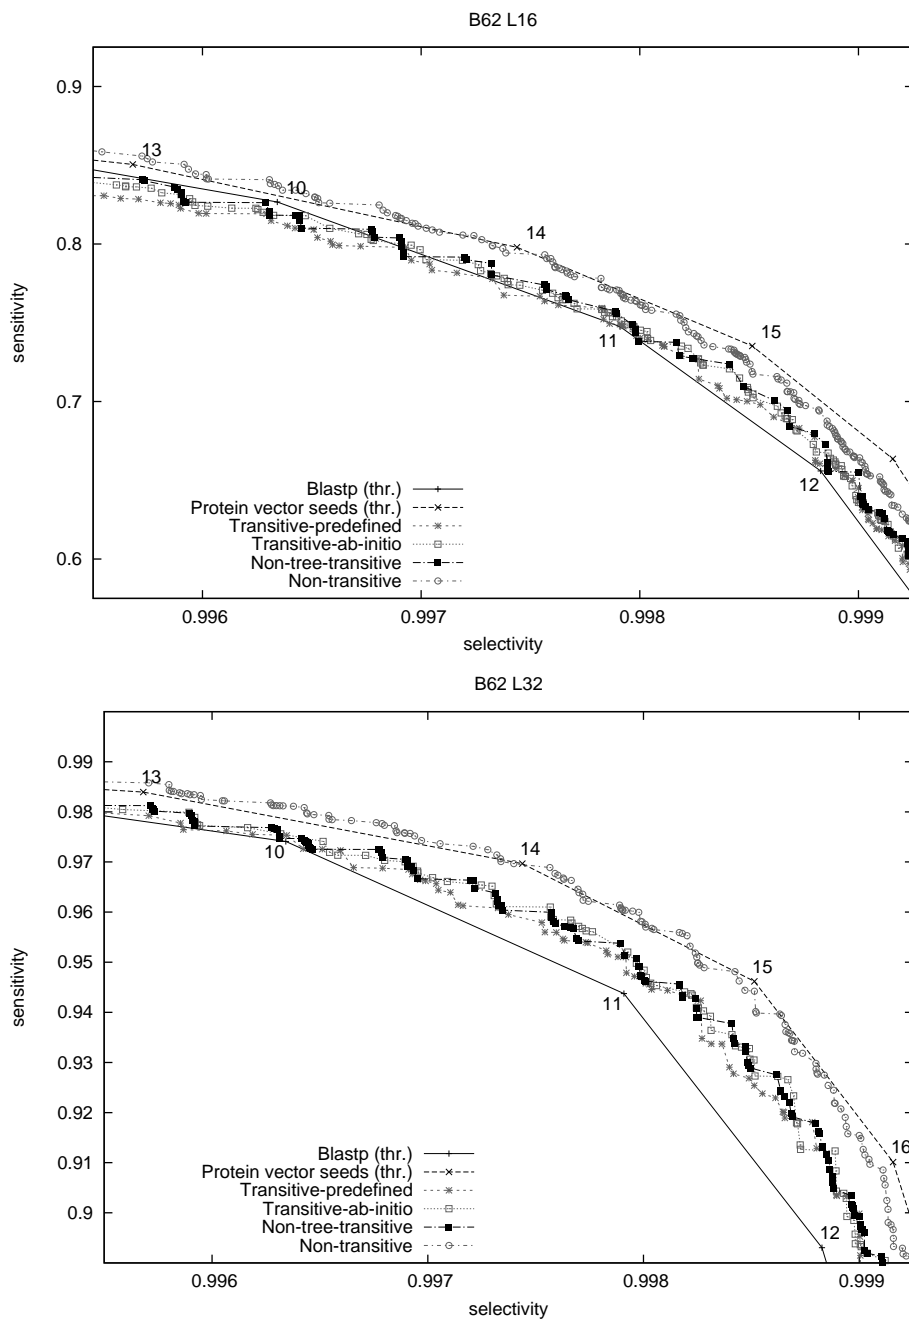 B62 L16
0.9
0.8
0.7
0.6
sensitivity
13
10
14
15
11
12
Blastp (thr.)
Protein vector seeds (thr.)
Transitive-predefined
Transitive-ab-initio
Non-tree-transitive
Non-transitive
0.996 0.997 0.998 0.999
selectivity
B62 L32
0.99
0.98
0.97
0.96
0.95
0.94
0.93
0.92
0.91
0.9
sensitivity
13
10
14
15
11
16
12
Blastp (thr.)
Protein vector seeds (thr.)
Transitive-predefined
Transitive-ab-initio
Non-tree-transitive
Non-transitive
0.996 0.997 0.998 0.999
selectivity